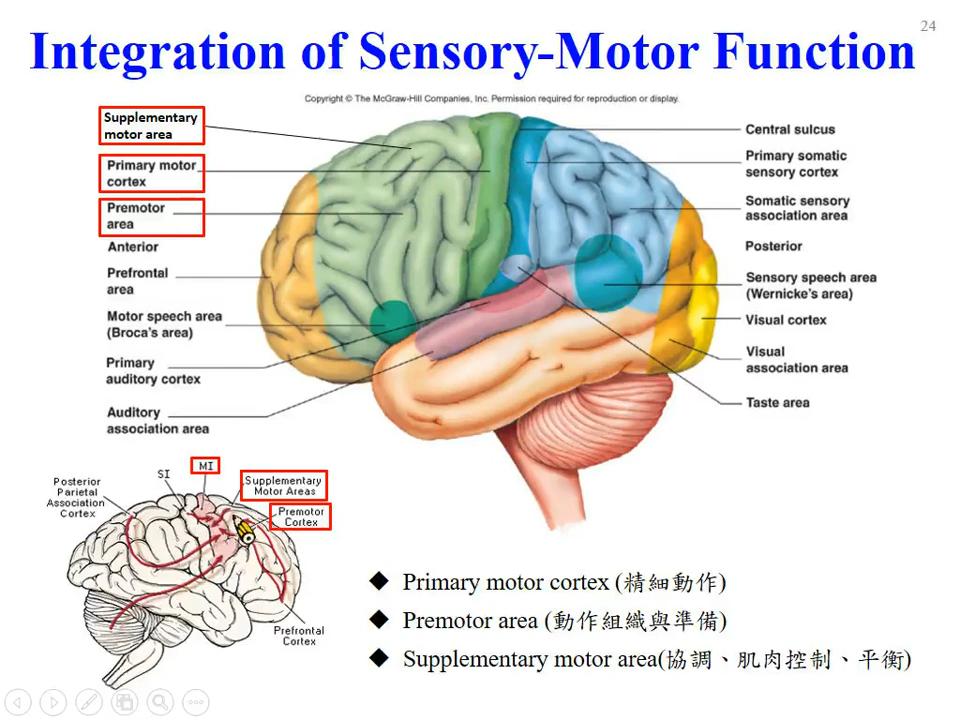 24
Integration of Sensory-Motor Function
Copyright © The McGraw-Hill Companies, Inc. Permission required for reproduction or display.
Supplementary
motor area
Primary motor
cortex
Premotor
area
Anterior
Prefrontal
area
Motor speech area
(Broca's area)
Primary
auditory cortex
Auditory
association area
Central sulcus
Primary somatic
sensory cortex
Somatic sensory
association area
Posterior
Sensory speech area
(Wernicke's area)
Visual cortex
Visual
association area
Taste area
Posterior
Parietal
Association
Cortex
SI
MI
Supplementary
Motor Areas
Premotor
Cortex
Prefrontal
Cortex
◆ Primary motor cortex (精細動作)
◆ Premotor area (動作組織與準備)
◆ Supplementary motor area(協調、肌肉控制、平衡)